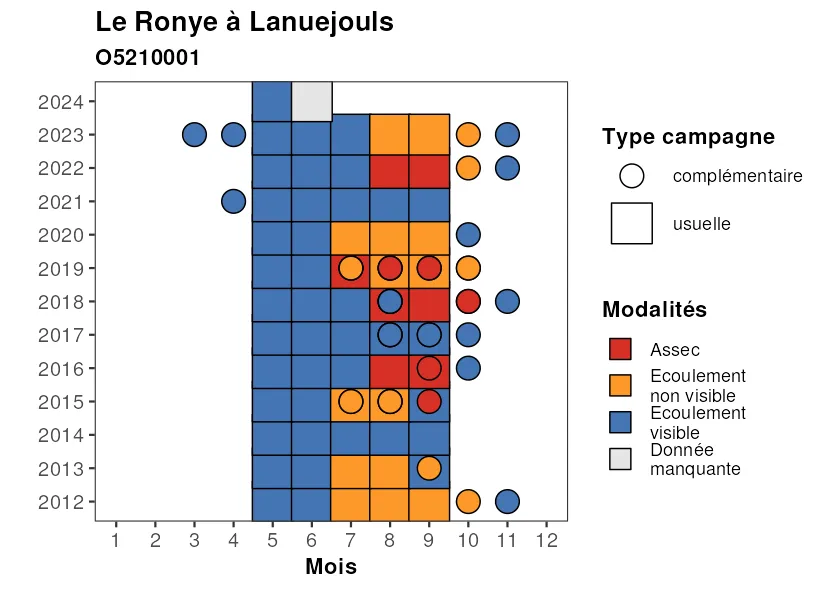 Le Ronye à Lanuejouls
O5210001
2024
2023
2022
2021
2020
2019
2018
2017
2016
2015
2014
2013
2012
1 2 3 4 5 6 7 8 9 10 11 12
Mois
Type campagne
complémentaire
usuelle
Modalités
Assec
Ecoulement
non visible
Ecoulement
visible
Donnée
manquante